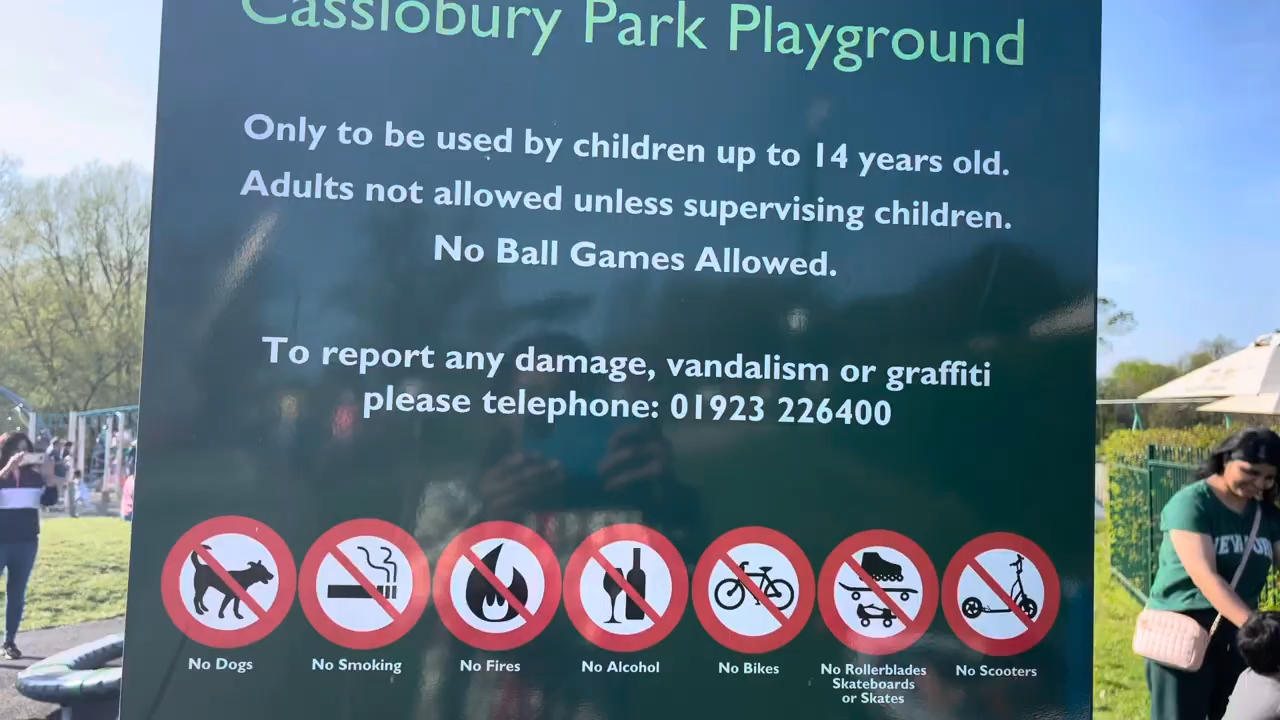 Cassiobury Park Playground
Only to be used by children up to 14 years old.
Adults not allowed unless supervising children.
No Ball Games Allowed.
To report any damage, vandalism or graffiti
please telephone: 01923 226400
No Dogs
No Smoking
No Fires
No Alcohol
No Bikes
No Rollerblades
Skateboards
or Skates
No Scooters